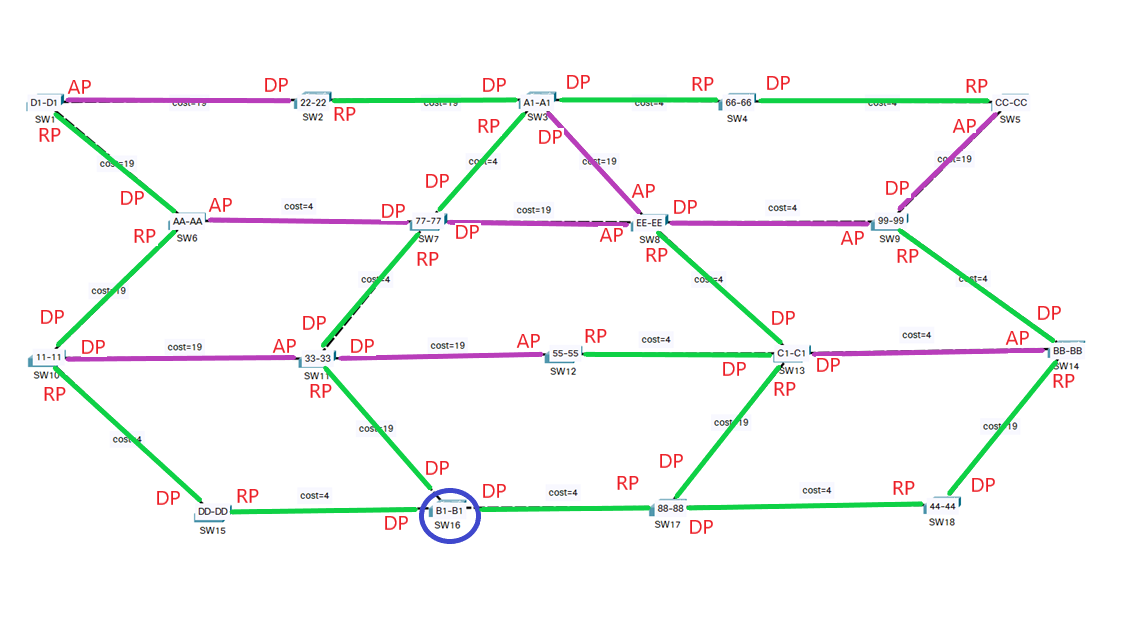 AP
DP
DP
DP
RP
DP
RP
D1-D1
cost=19
22-22
cost=19
A1-A1
cost=4
66-66
cost=4
CC-CC
SW1
SW2
RP
SW3
SW4
SW5
RP
RP
DP
AP
cost=19
cost=4
cost=19
cost=19
DP
DP
AP
DP
AP
cost=4
DP
cost=19
DP
cost=4
AA-AA
77-77
EE-EE
99-99
SW6
SW7
DP
SW8
SW9
RP
AP
AP
RP
RP
RP
cost=19
cost=4
cost=4
cost=4
DP
DP
DP
DP
DP
cost=19
AP
DP
cost=19
AP
RP
cost=4
cost=4
AP
11-11
33-33
55-55
C1-C1
BB-BB
SW10
SW11
SW12
SW13
DP
DP
SW14
RP
RP
RP
RP
cost=4
cost=19
cost=19
cost=19
DP
DP
DP
RP
cost=4
DP
cost=4
RP
cost=4
RP
DP
DD-DD
B1-B1
88-88
44-44
SW15
DP
SW16
SW17
DP
SW18